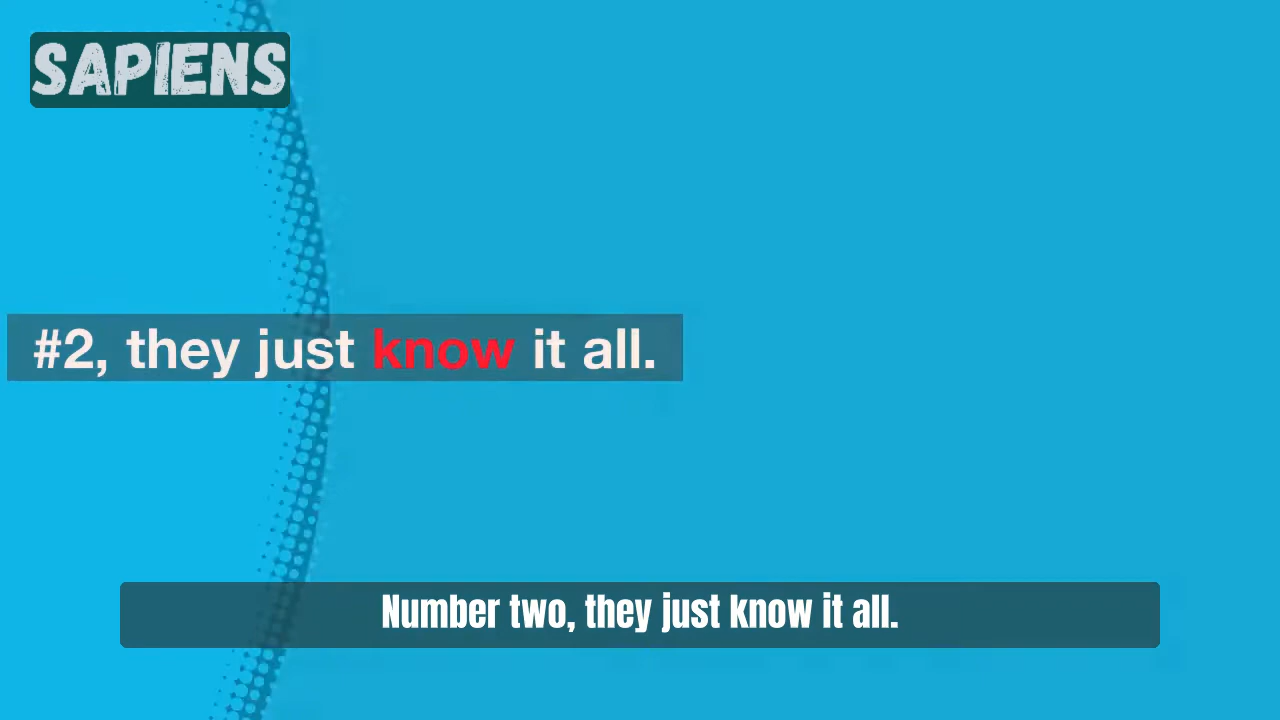 SAPIENS
#2, they just know it all.
Number two, they just know it all.